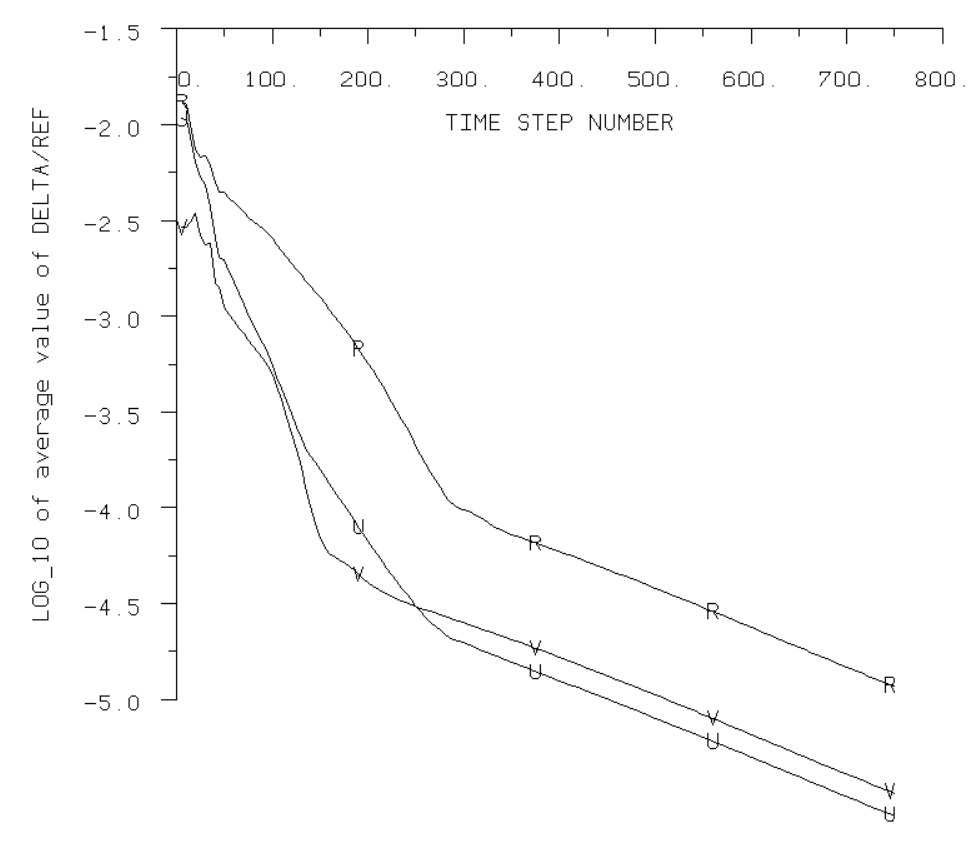 -1.5
0. 100. 200. 300. 400. 500. 600. 700. 800.
TIME STEP NUMBER
-2.0
-2.5
-3.0
-3.5
-4.0
-4.5
-5.0
LOG_10 of average value of DELTA/REF
R
U
V
R
U
V
R
V
U
R
V
U
R
V
U